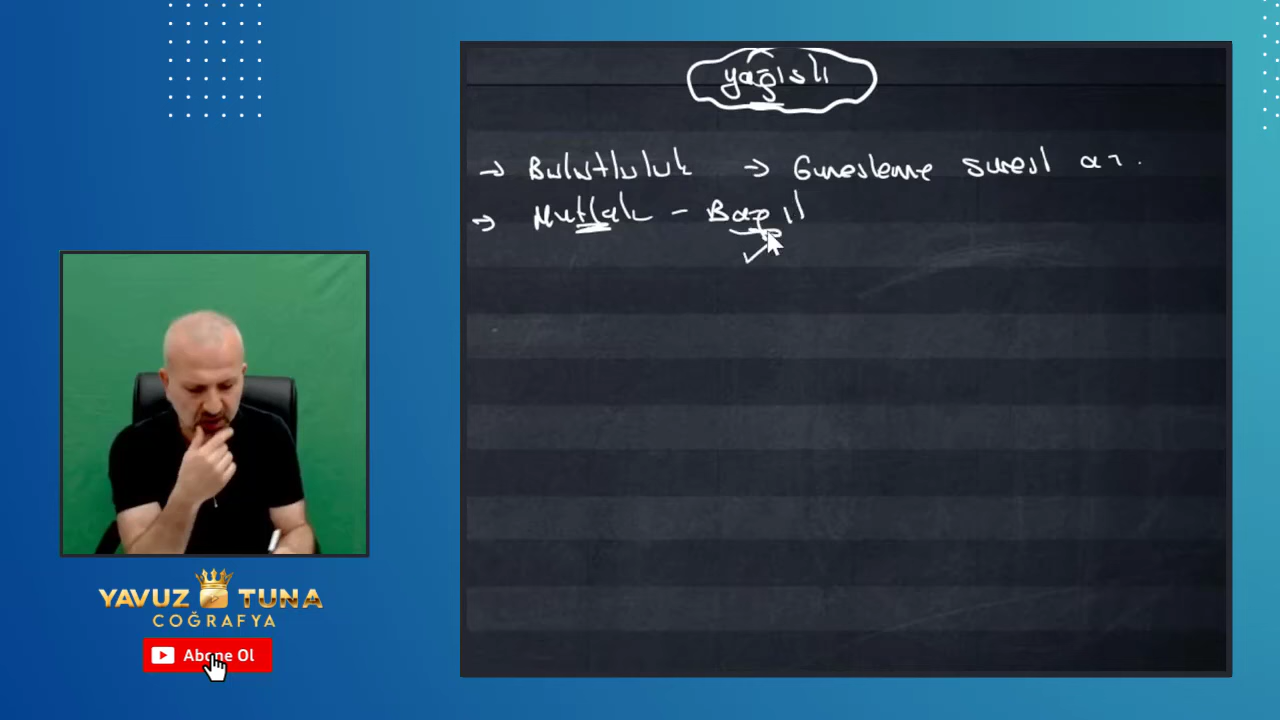 yağışlı
→ Bulutluluk → Güneşlenme süresi az.
→ Mutlak - Bağıl
YAVUZ TUNA
COĞRAFYA
Abone Ol